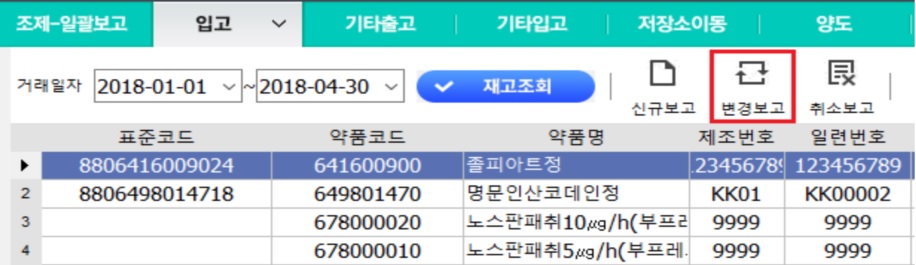 조제-일괄보고 입고 기타출고 기타입고 저장소이동 양도
거래일자 2018-01-01 ~ 2018-04-30 재고조회 신규보고 변경보고 취소보고
표준코드 약품코드 약품명 제조번호 일련번호
8806416009024 641600900 졸피아트정 123456789 123456789
2 8806498014718 649801470 명문인산코데인정 KK01 KK00002
3 678000020 노스판패취10㎍/h(부프레 9999 9999
4 678000010 노스판패취5㎍/h(부프레. 9999 9999